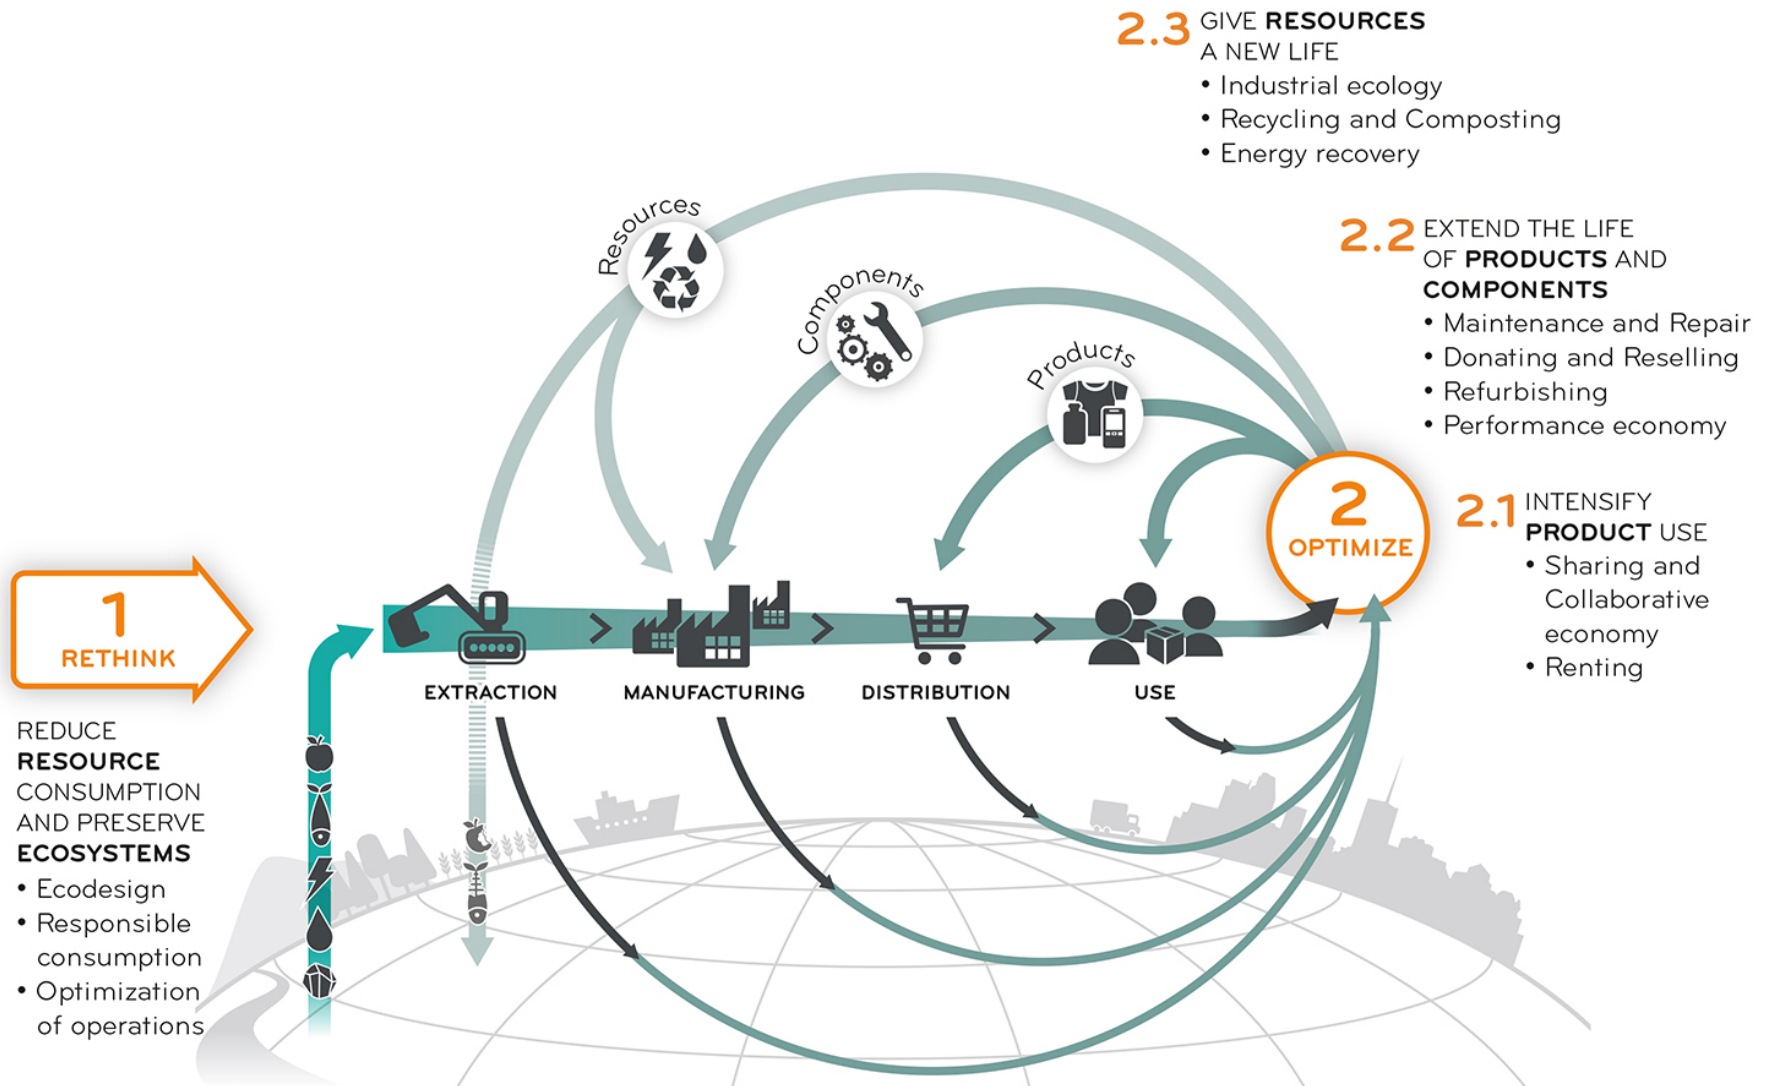 2.3 GIVE RESOURCES
A NEW LIFE
• Industrial ecology
• Recycling and Composting
• Energy recovery
2.2 EXTEND THE LIFE
OF PRODUCTS AND
COMPONENTS
• Maintenance and Repair
• Donating and Reselling
• Refurbishing
• Performance economy
2.1 INTENSIFY
PRODUCT USE
• Sharing and
Collaborative
economy
• Renting
Resources
Components
Products
2
OPTIMIZE
1
RETHINK
EXTRACTION
MANUFACTURING
DISTRIBUTION
USE
REDUCE
RESOURCE
CONSUMPTION
AND PRESERVE
ECOSYSTEMS
• Ecodesign
• Responsible
consumption
• Optimization
of operations